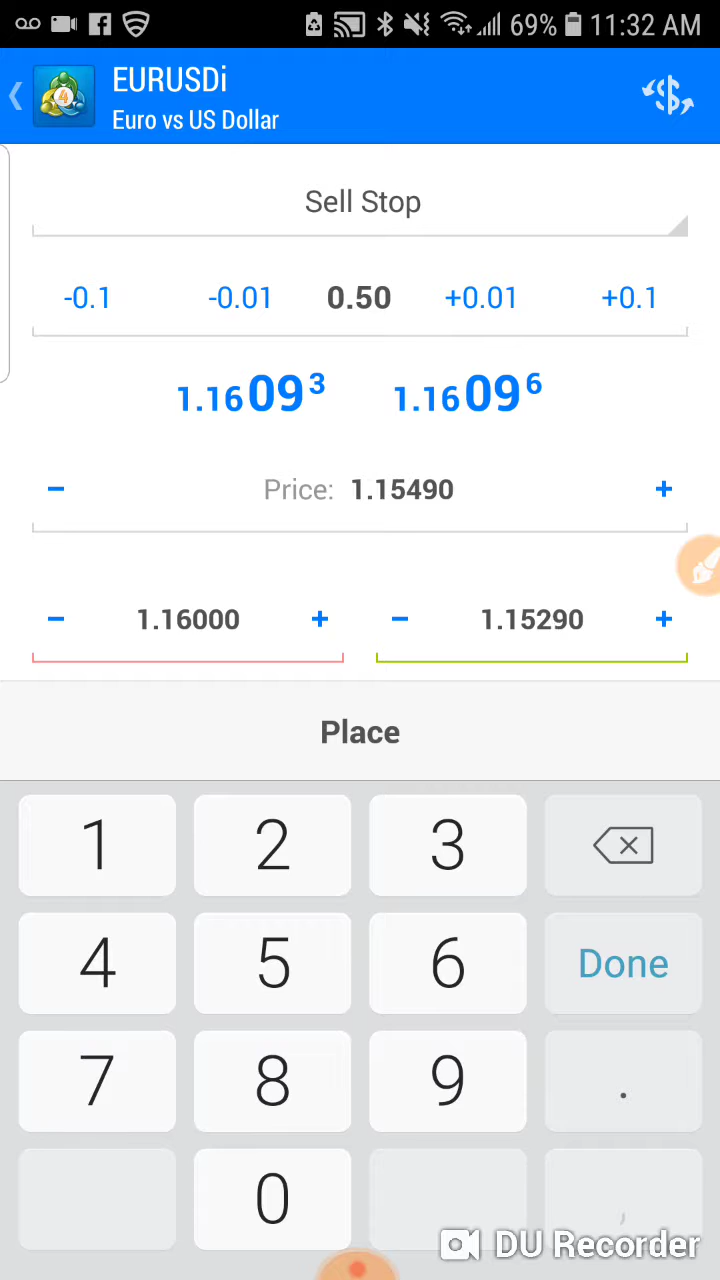 69% 11:32 AM
4
EURUSDi
Euro vs US Dollar
Sell Stop
-0.1 -0.01 0.50 +0.01 +0.1
1.16093 1.16096
− Price: 1.15490 +
− 1.16000 + − 1.15290 +
Place
1 2 3
4 5 6 Done
7 8 9 .
0 ,
DU Recorder